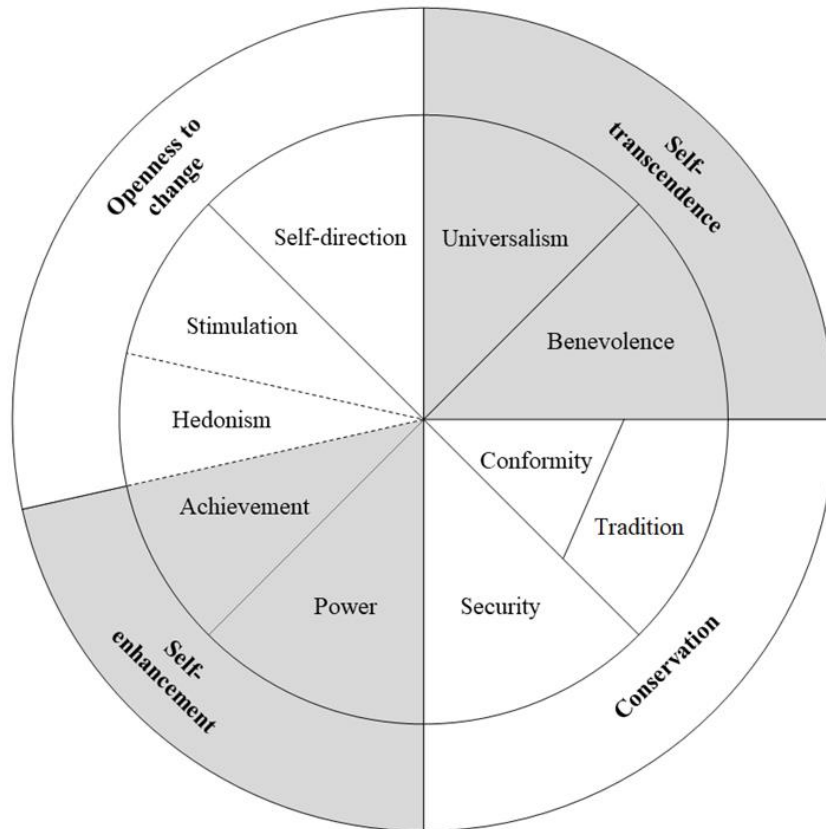 Openness to
change
Self-
transcendence
Self-direction
Universalism
Stimulation
Benevolence
Hedonism
Conformity
Achievement
Tradition
Power
Security
Self-
enhancement
Conservation